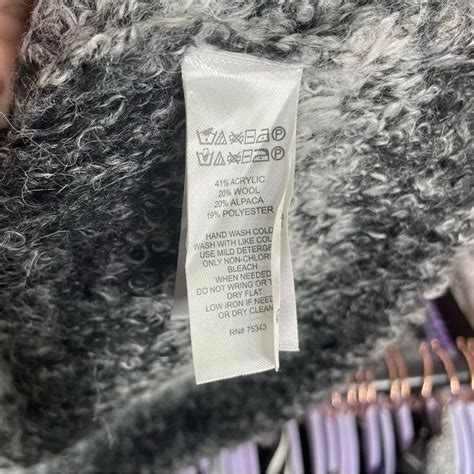 41% ACRYLIC
20% WOOL
20% ALPACA
19% POLYESTER
HAND WASH COLD
WASH WITH LIKE COL
USE MILD DETERGE
ONLY NON-CHLORI
BLEACH
WHEN NEEDED
DO NOT WRING OR T
DRY FLAT
LOW IRON IF NEED
OR DRY CLEAN
RN# 75343